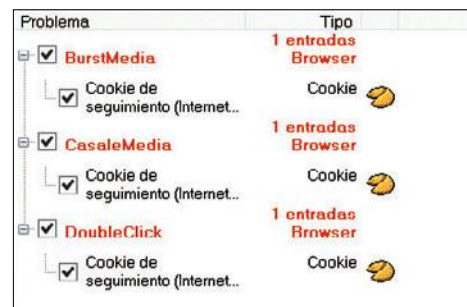 Problema Tipo
1 entradas
BurstMedia Browser
Cookie de Cookie
seguimiento (Internet...
1 entradas
CasaleMedia Browser
Cookie de Cookie
seguimiento (Internet...
1 entradas
DoubleClick Browser
Cookie de Cookie
seguimiento (Internet...